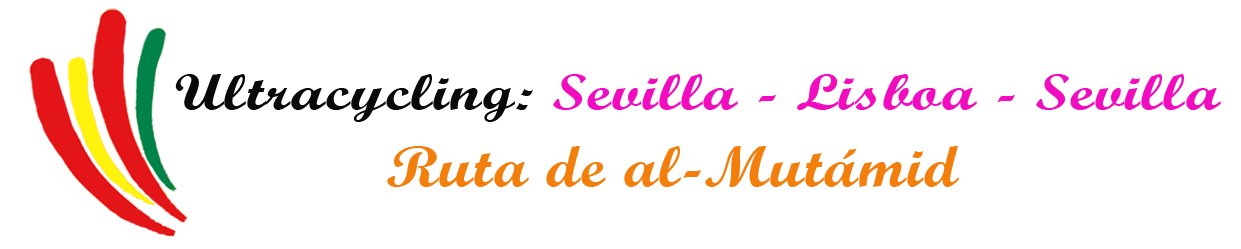 Ultracycling: Sevilla - Lisboa - Sevilla
Ruta de al-Mutámid